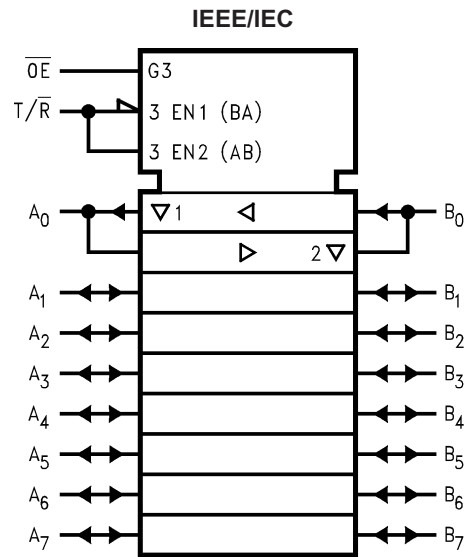 IEEE/IEC
O̅E̅ G3
T/R̅ 3 EN1 (BA)
3 EN2 (AB)
A₀ ▽ 1 ◁ B₀
▷ 2 ▽
A₁ B₁
A₂ B₂
A₃ B₃
A₄ B₄
A₅ B₅
A₆ B₆
A₇ B₇